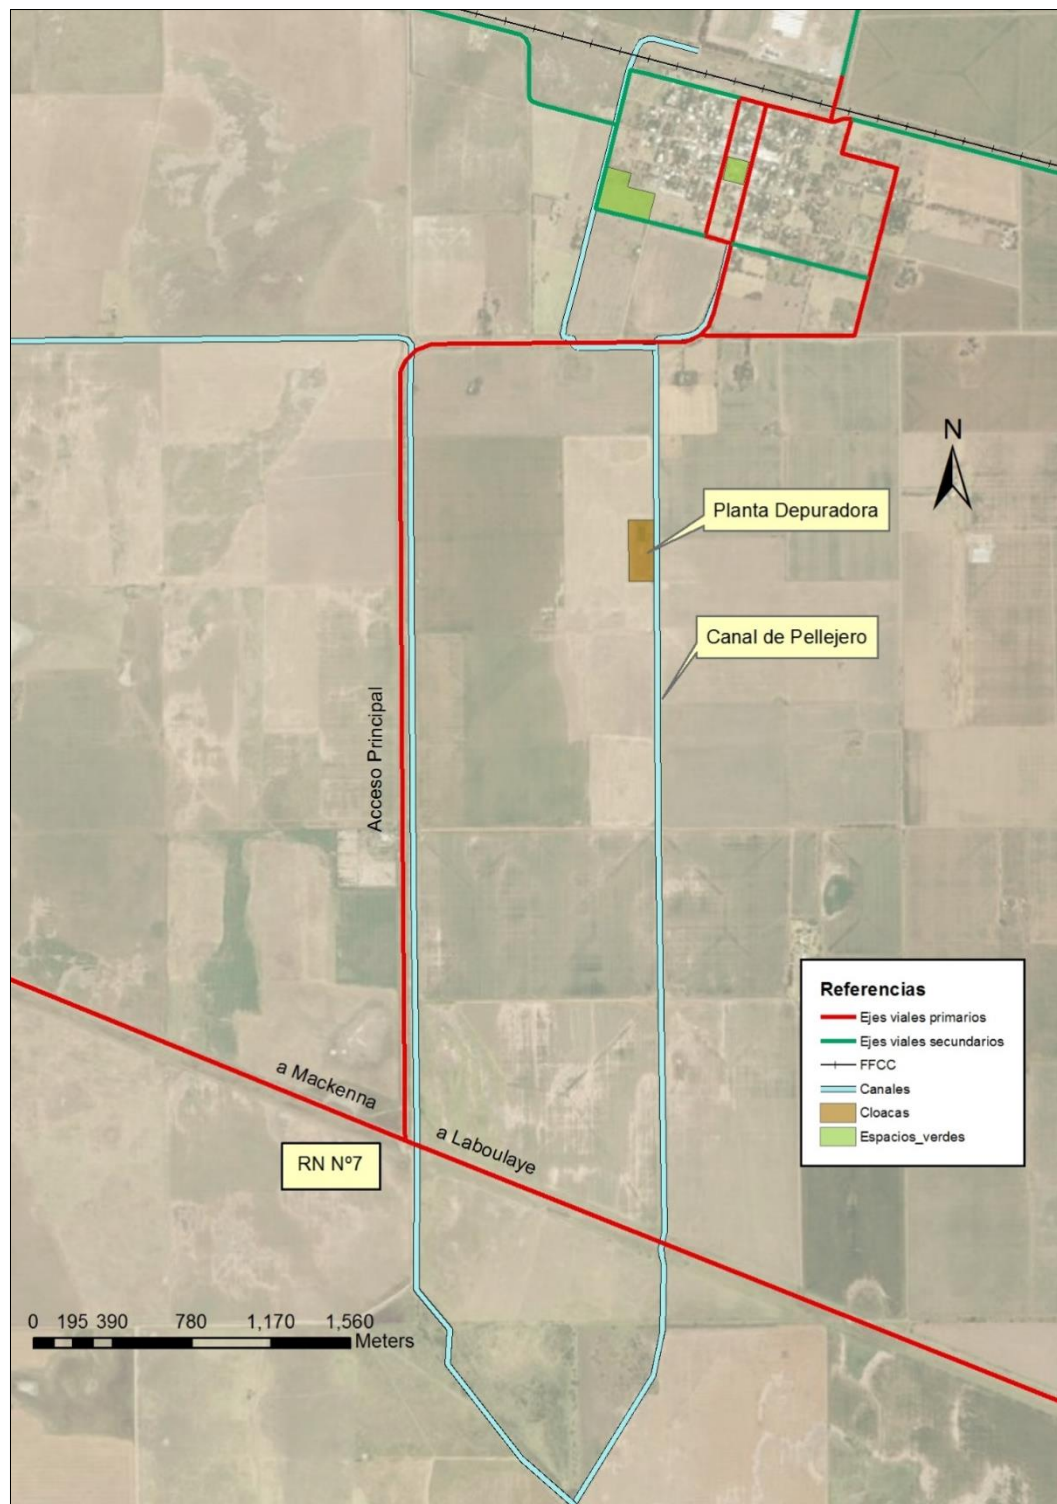 N
Planta Depuradora
Canal de Pellejero
Acceso Principal
a Mackenna
a Laboulaye
RN Nº7
Referencias
Ejes viales primarios
Ejes viales secundarios
FFCC
Canales
Cloacas
Espacios_verdes
0 195 390 780 1,170 1,560
Meters